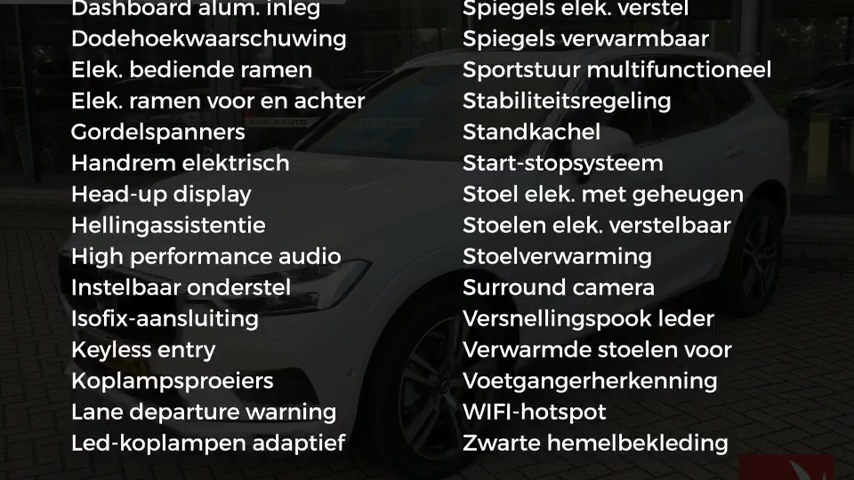 Dashboard alum. inleg
Dodehoekwaarschuwing
Elek. bediende ramen
Elek. ramen voor en achter
Gordelspanners
Handrem elektrisch
Head-up display
Hellingassistentie
High performance audio
Instelbaar onderstel
Isofix-aansluiting
Keyless entry
Koplampsproeiers
Lane departure warning
Led-koplampen adaptief
Spiegels elek. verstel
Spiegels verwarmbaar
Sportstuur multifunctioneel
Stabiliteitsregeling
Standkachel
Start-stopsysteem
Stoel elek. met geheugen
Stoelen elek. verstelbaar
Stoelverwarming
Surround camera
Versnellingspook leder
Verwarmde stoelen voor
Voetgangerherkenning
WIFI-hotspot
Zwarte hemelbekleding